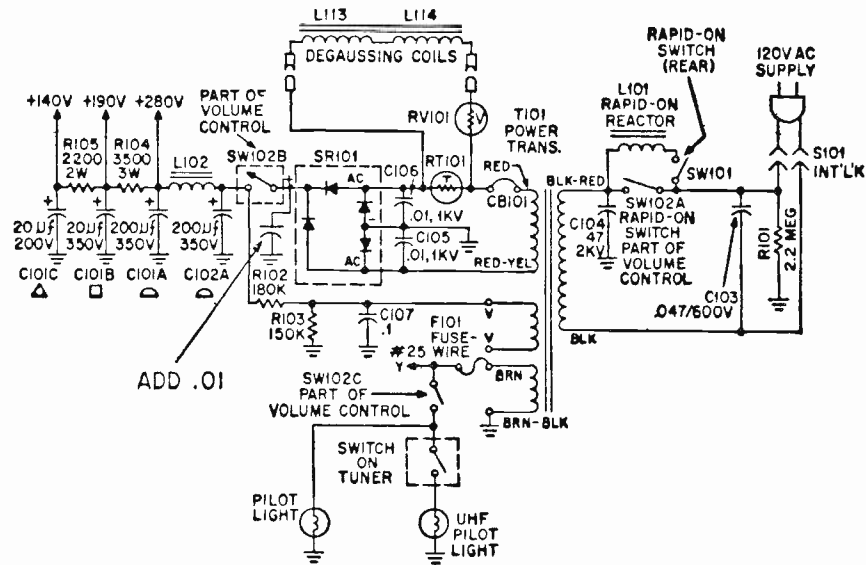 L113
L114
DEGAUSSING COILS
RAPID-ON
SWITCH
(REAR)
120V AC
SUPPLY
+140V
+190V
+280V
PART OF
VOLUME
CONTROL
RV101
V
T101
POWER
TRANS.
L101
RAPID-ON
REACTOR
S101
INT'L'K
R105
2200
2W
R104
3500
3W
L102
SW102B
SR101
AC
C106
RT101
T
RED
CB101
BLK-RED
SW101
.01, 1KV
SW102A
RAPID-ON
SWITCH
PART OF
VOLUME
CONTROL
C104
47
2KV
R101
2.2 MEG
20µf
200V
20µf
350V
200µf
350V
200µf
350V
C105
.01, 1KV
AC
RED-YEL
C101C
C101B
C101A
C102A
R102
180K
C103
.047/600V
R103
150K
C107
.1
V
V
F101
FUSE-
WIRE
#25
Y
BLK
BRN
BRN-BLK
ADD .01
SW102C
PART OF
VOLUME CONTROL
SWITCH
ON
TUNER
PILOT
LIGHT
UHF
PILOT
LIGHT